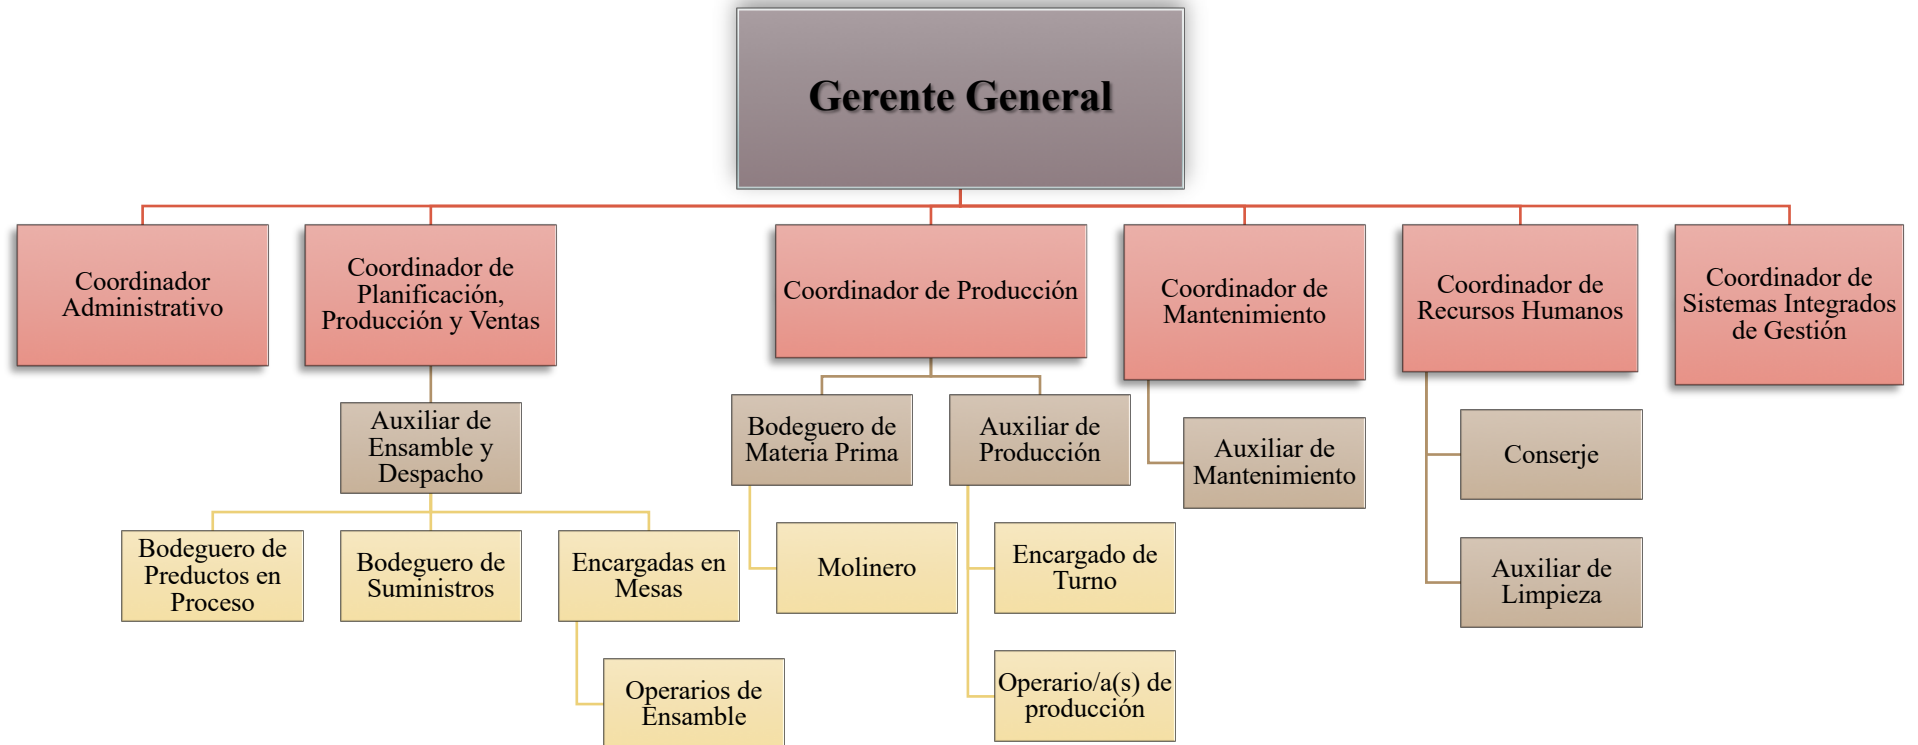 Gerente General
Coordinador
Administrativo
Coordinador de
Planificación,
Producción y Ventas
Coordinador de Producción
Coordinador de
Mantenimiento
Coordinador de
Recursos Humanos
Coordinador de
Sistemas Integrados
de Gestión
Auxiliar de
Ensamble y
Despacho
Bodeguero de
Materia Prima
Auxiliar de
Producción
Auxiliar de
Mantenimiento
Conserje
Bodeguero de
Preductos en
Proceso
Bodeguero de
Suministros
Encargadas en
Mesas
Molinero
Encargado de
Turno
Auxiliar de
Limpieza
Operarios de
Ensamble
Operario/a(s) de
producción